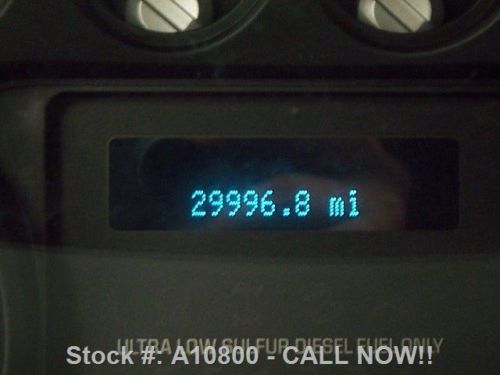 29996.8 mi
ULTRA LOW SULFUR DIESEL FUEL ONLY
Stock #: A10800 - CALL NOW!!